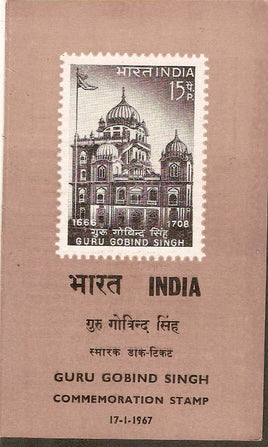 भारत INDIA
15 पै.
P.
1666 1708
गुरू गोबिन्द सिंह
GURU GOBIND SINGH
भारत INDIA
गुरु गोविन्द सिंह
स्मारक डाक-टिकट
GURU GOBIND SINGH
COMMEMORATION STAMP
17-1-1967